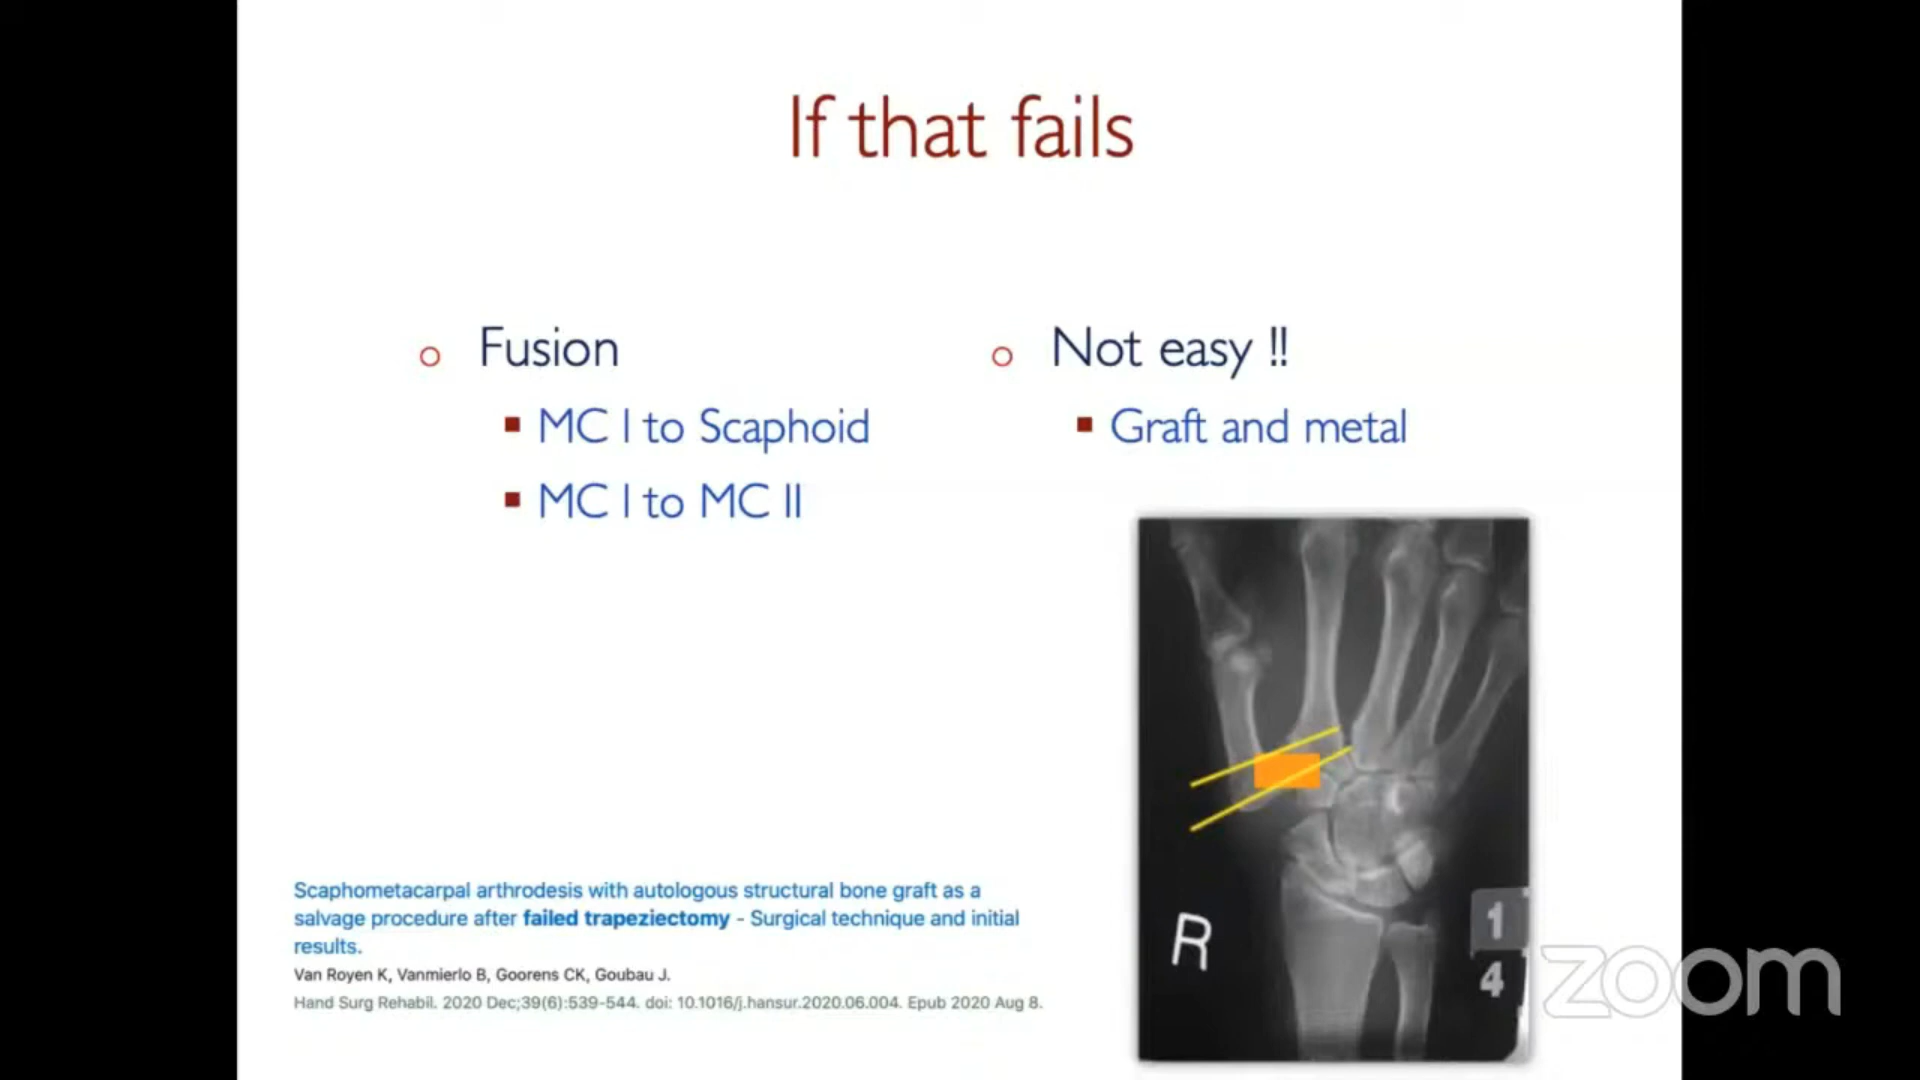 If that fails
Fusion
MC I to Scaphoid
MC I to MC II
Not easy !!
Graft and metal
Scaphometacarpal arthrodesis with autologous structural bone graft as a
salvage procedure after failed trapeziectomy - Surgical technique and initial
results.
Van Royen K, Vanmierlo B, Goorens CK, Goubau J.
Hand Surg Rehabil. 2020 Dec;39(6):539-544. doi: 10.1016/j.hansur.2020.06.004. Epub 2020 Aug 8.
R
1
4
zoom